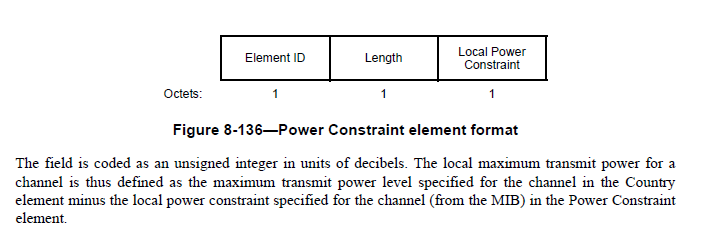 Element ID
Length
Local Power
Constraint
Octets:
1
1
1
Figure 8-136—Power Constraint element format
The field is coded as an unsigned integer in units of decibels. The local maximum transmit power for a
channel is thus defined as the maximum transmit power level specified for the channel in the Country
element minus the local power constraint specified for the channel (from the MIB) in the Power Constraint
element.